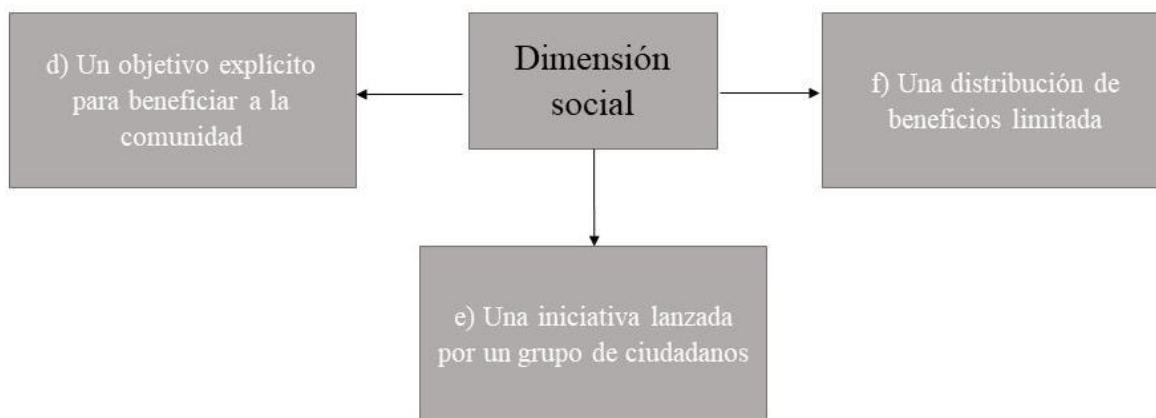 Dimensión
social
d) Un objetivo explícito
para beneficiar a la
comunidad
f) Una distribución de
beneficios limitada
e) Una iniciativa lanzada
por un grupo de ciudadanos